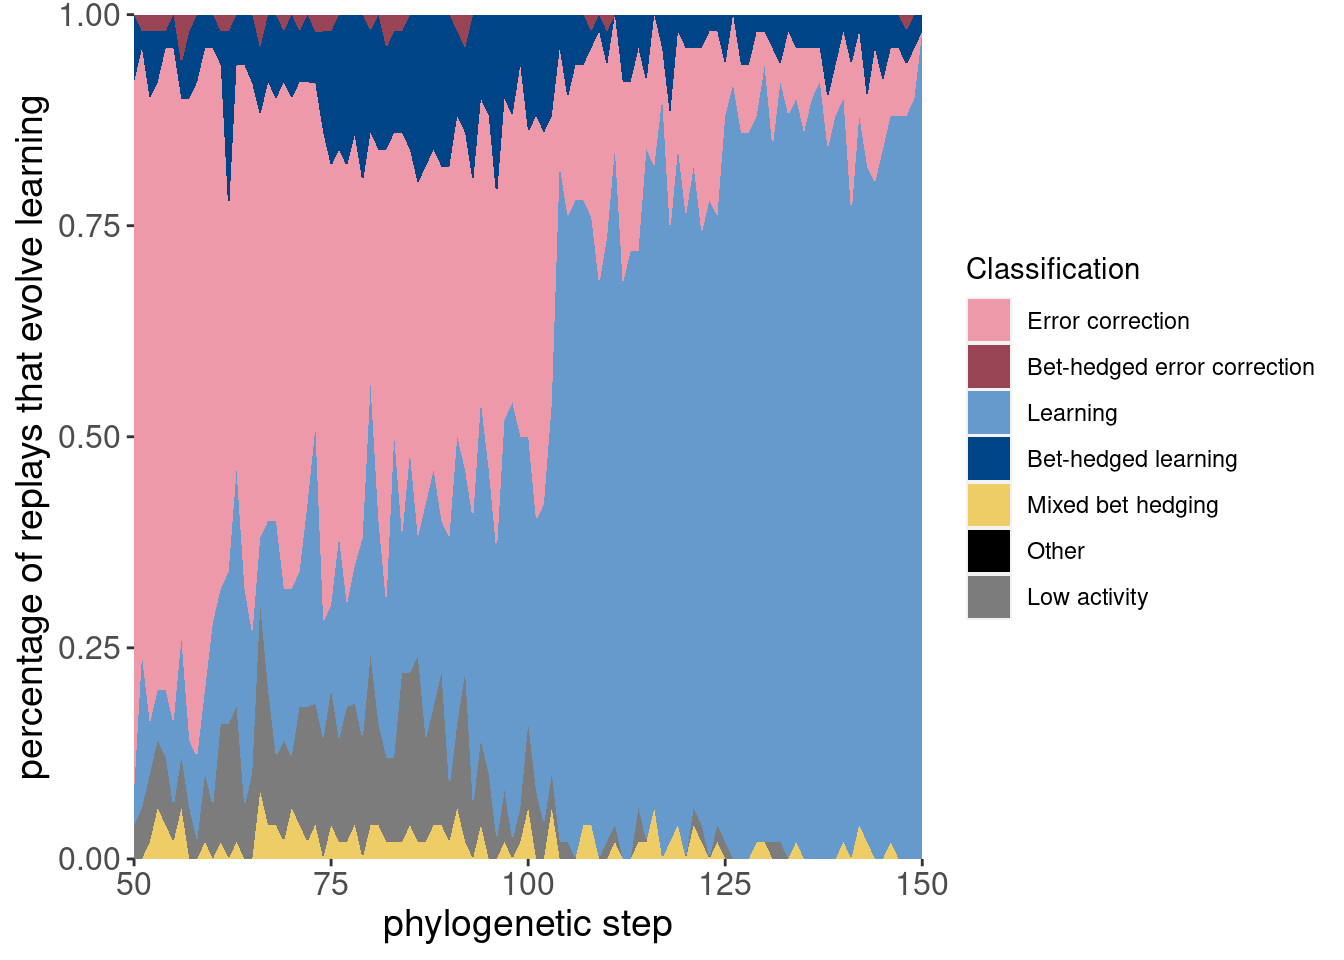 percentage of replays that evolve learning
1.00
0.75
0.50
0.25
0.00
50
75
100
125
150
phylogenetic step
Classification
Error correction
Bet-hedged error correction
Learning
Bet-hedged learning
Mixed bet hedging
Other
Low activity